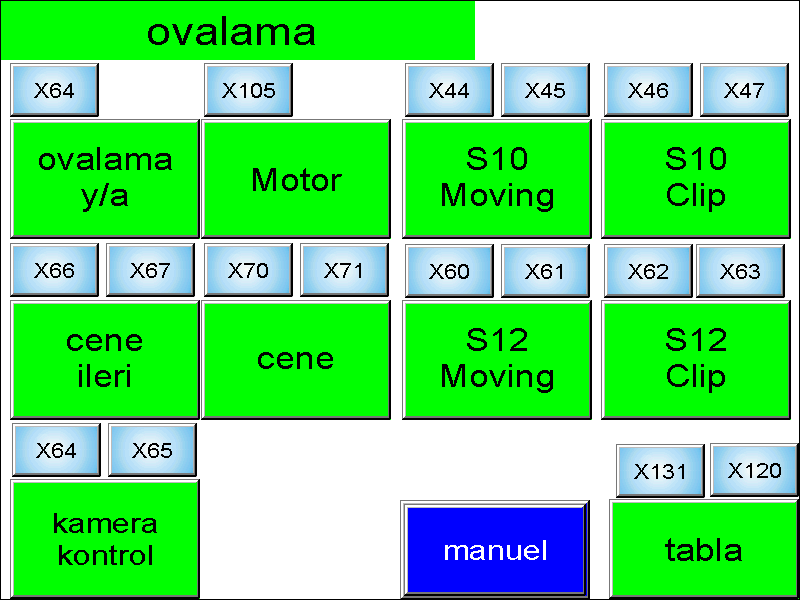 ovalama
X64
X105
X44
X45
X46
X47
ovalama
y/a
Motor
S10
Moving
S10
Clip
X66
X67
X70
X71
X60
X61
X62
X63
cene
ileri
cene
S12
Moving
S12
Clip
X64
X65
X131
X120
kamera
kontrol
manuel
tabla